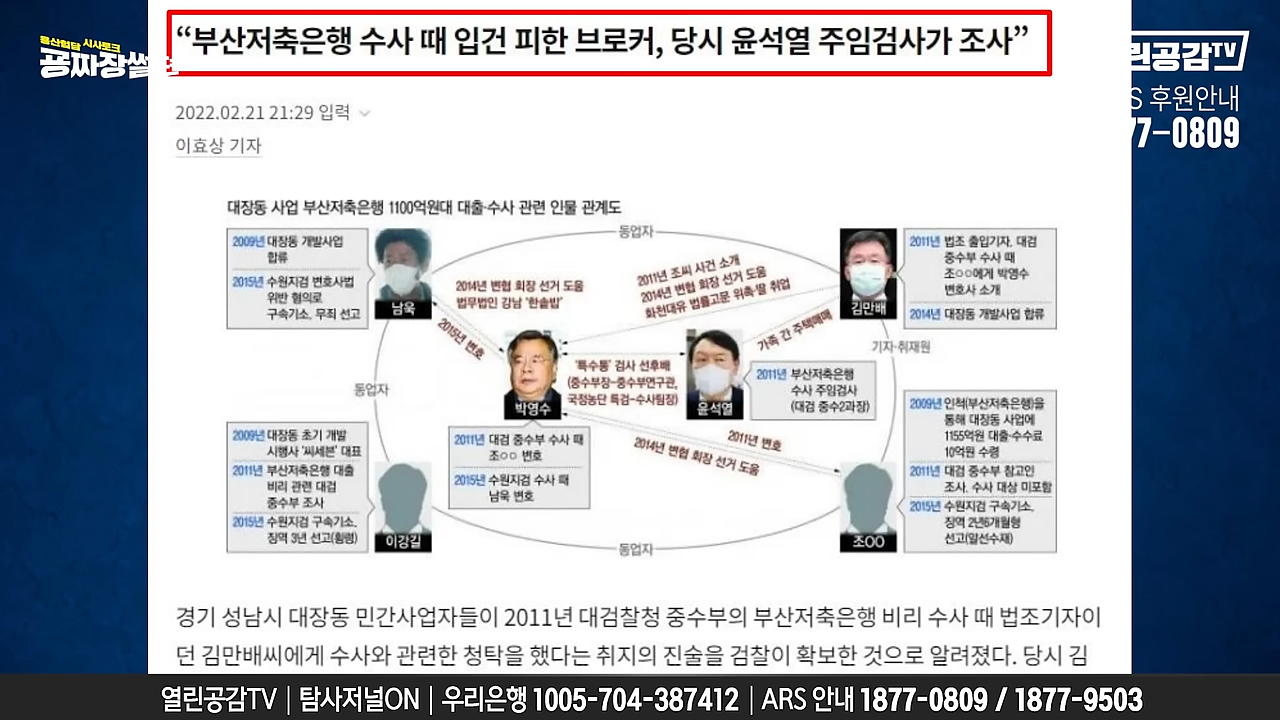 “부산저축은행 수사 때 입건 피한 브로커, 당시 윤석열 주임검사가 조사”
용산협담 시사토크
공짜장썰
린공감TV
S 후원안내
77-0809
2022.02.21 21:29 입력
이효상 기자
대장동 사업 부산저축은행 1100억원대 대출·수사 관련 인물 관계도
동업자
2009년 대장동 개발사업
합류
2015년 수원지검 변호사법
위반 혐의로
구속기소, 무죄 선고
남욱
2014년 변협 회장 선거 도움
법무법인 강남 ‘한솥밥’
2011년 조씨 사건 소개
2014년 변협 회장 선거 도움
화천대유 법률고문 위촉·딸 취업
김만배
2011년 법조 출입기자, 대검
중수부 수사 때
조○○에게 박영수
변호사 소개
2014년 대장동 개발사업 합류
2015년 변호
가족 간 주택매매
기자·취재원
박영수
‘특수통’ 검사 선후배
(중수부장-중수부연구관,
국정농단 특검-수사팀장)
윤석열
2011년 부산저축은행
수사 주임검사
(대검 중수2과장)
동업자
2011년 대검 중수부 수사 때
조○○ 변호
2015년 수원지검 수사 때
남욱 변호
2011년 변호
2014년 변협 회장 선거 도움
2009년 대장동 초기 개발
시행사 ‘씨세븐’ 대표
2011년 부산저축은행 대출
비리 관련 대검
중수부 조사
2015년 수원지검 구속기소,
징역 3년 선고(횡령)
이강길
조○○
2009년 인척(부산저축은행)을
통해 대장동 사업에
1155억원 대출·수수료
10억원 수령
2011년 대검 중수부 참고인
조사, 수사 대상 미포함
2015년 수원지검 구속기소,
징역 2년6개월형
선고(알선수재)
동업자
경기 성남시 대장동 민간사업자들이 2011년 대검찰청 중수부의 부산저축은행 비리 수사 때 법조기자이
던 김만배씨에게 수사와 관련한 청탁을 했다는 취지의 진술을 검찰이 확보한 것으로 알려졌다. 당시 김
열린공감TV | 탐사저널ON | 우리은행 1005-704-387412 | ARS 안내 1877-0809 / 1877-9503